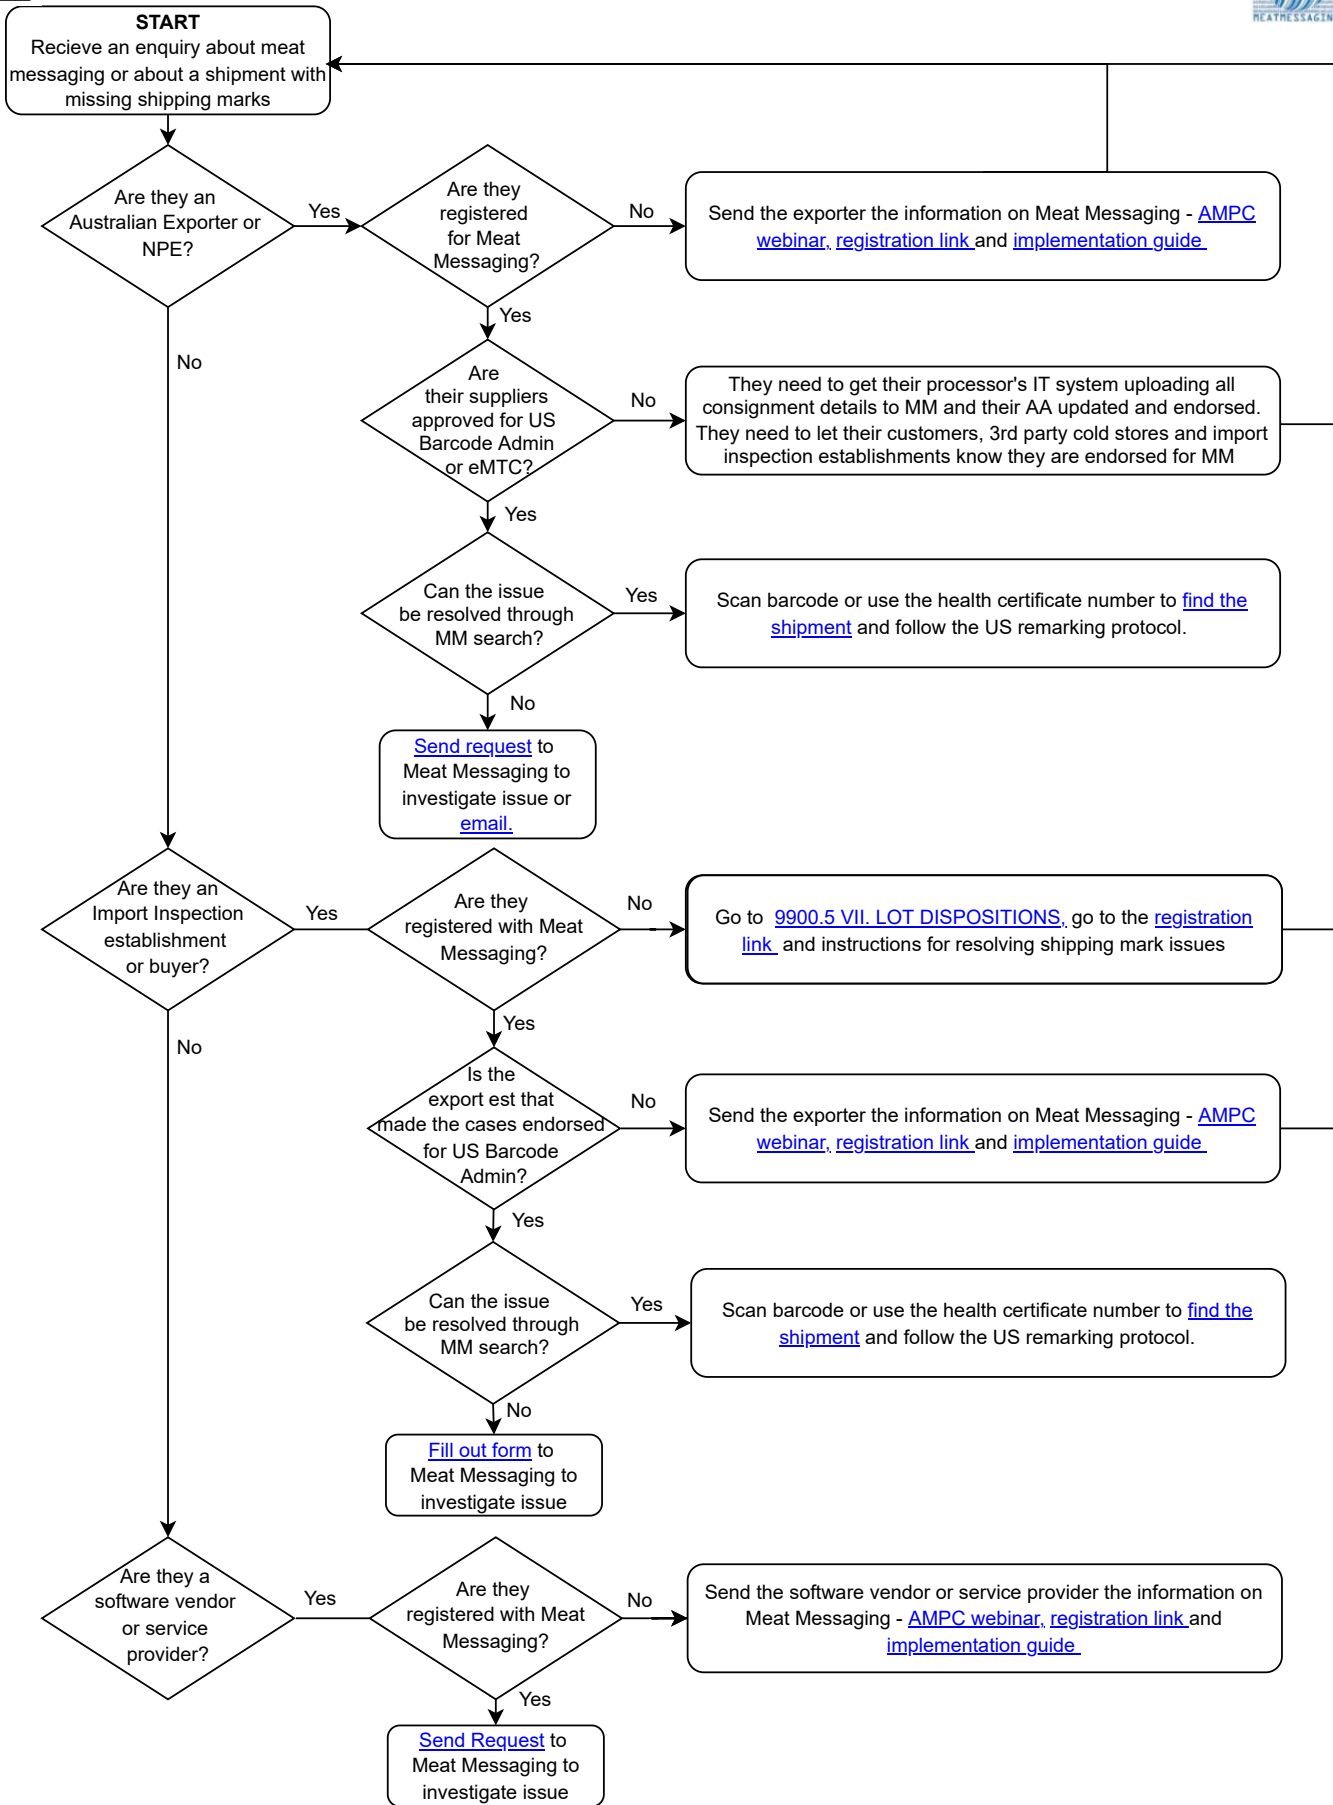 MEATMESSAGIN
START
Recieve an enquiry about meat
messaging or about a shipment with
missing shipping marks
Are they an
Australian Exporter or
NPE?
Yes
Are they
registered
for Meat
Messaging?
No
Send the exporter the information on Meat Messaging - AMPC
webinar, registration link and implementation guide
Yes
No
Are
their suppliers
approved for US
Barcode Admin
or eMTC?
No
They need to get their processor's IT system uploading all
consignment details to MM and their AA updated and endorsed.
They need to let their customers, 3rd party cold stores and import
inspection establishments know they are endorsed for MM
Yes
Can the issue
be resolved through
MM search?
Yes
Scan barcode or use the health certificate number to find the
shipment and follow the US remarking protocol.
No
Send request to
Meat Messaging to
investigate issue or
email.
Are they an
Import Inspection
establishment
or buyer?
Yes
Are they
registered with Meat
Messaging?
No
Go to 9900.5 VII. LOT DISPOSITIONS, go to the registration
link and instructions for resolving shipping mark issues
Yes
No
Is the
export est that
made the cases endorsed
for US Barcode
Admin?
No
Send the exporter the information on Meat Messaging - AMPC
webinar, registration link and implementation guide
Yes
Can the issue
be resolved through
MM search?
Yes
Scan barcode or use the health certificate number to find the
shipment and follow the US remarking protocol.
No
Fill out form to
Meat Messaging to
investigate issue
Are they a
software vendor
or service
provider?
Yes
Are they
registered with Meat
Messaging?
No
Send the software vendor or service provider the information on
Meat Messaging - AMPC webinar, registration link and
implementation guide
Yes
Send Request to
Meat Messaging to
investigate issue